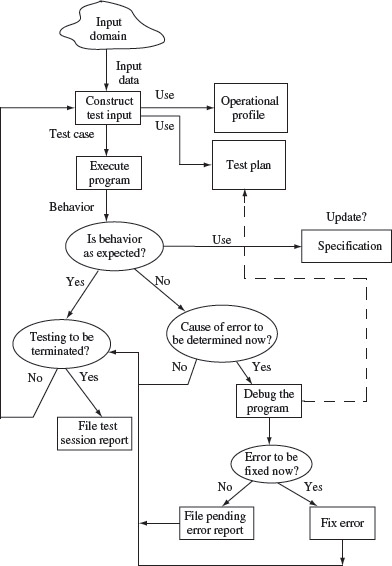 Input
domain
Input
data
Construct
test input
Use
Operational
profile
Use
Test case
Test plan
Execute
program
Behavior
Update?
Is behavior
as expected?
Use
Specification
Yes
No
Testing to be
terminated?
Cause of error to
be determined now?
No
Yes
No
Yes
File test
session report
Debug the
program
Error to be
fixed now?
No
Yes
File pending
error report
Fix error